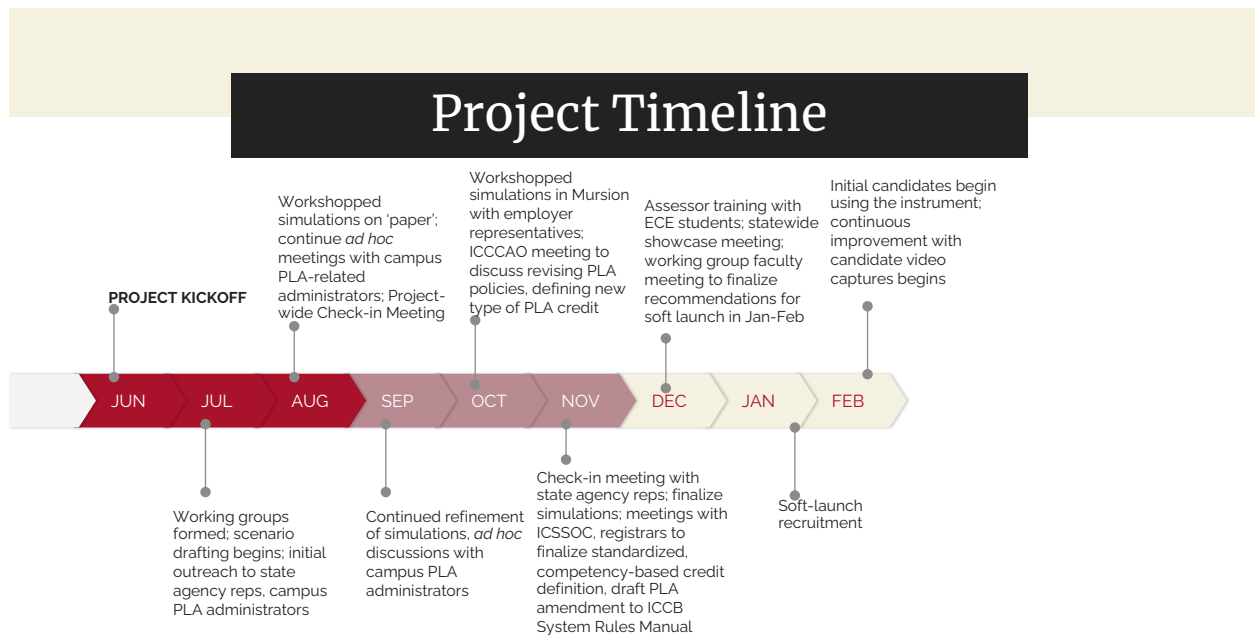 Project Timeline
PROJECT KICKOFF
Workshopped
simulations on ‘paper’;
continue ad hoc
meetings with campus
PLA-related
administrators; Project-
wide Check-in Meeting
Workshopped
simulations in Mursion
with employer
representatives;
ICCCAO meeting to
discuss revising PLA
policies, defining new
type of PLA credit
Assessor training with
ECE students; statewide
showcase meeting;
working group faculty
meeting to finalize
recommendations for
soft launch in Jan-Feb
Initial candidates begin
using the instrument;
continuous
improvement with
candidate video
captures begins
JUN JUL AUG SEP OCT NOV DEC JAN FEB
Working groups
formed; scenario
drafting begins; initial
outreach to state
agency reps, campus
PLA administrators
Continued refinement
of simulations, ad hoc
discussions with
campus PLA
administrators
Check-in meeting with
state agency reps; finalize
simulations; meetings with
ICSSOC, registrars to
finalize standardized,
competency-based credit
definition, draft PLA
amendment to ICCB
System Rules Manual
Soft-launch
recruitment